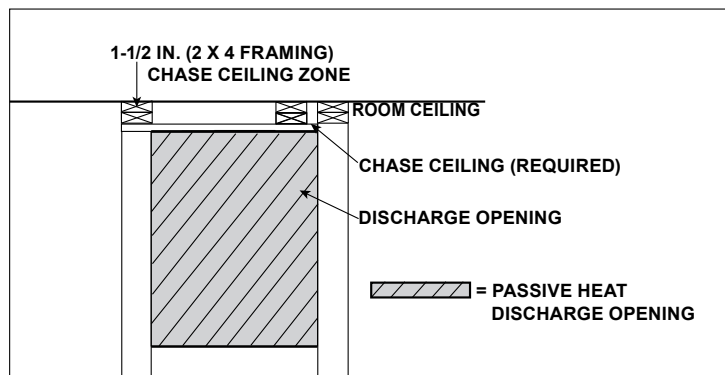 1-1/2 IN. (2 X 4 FRAMING)
CHASE CEILING ZONE
ROOM CEILING
CHASE CEILING (REQUIRED)
DISCHARGE OPENING
= PASSIVE HEAT
DISCHARGE OPENING